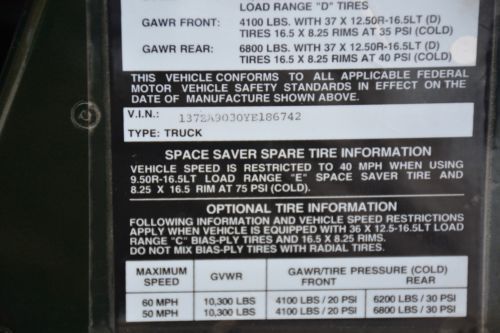 LOAD RANGE "D" TIRES
GAWR FRONT: 4100 LBS. WITH 37 X 12.50R-16.5LT (D)
TIRES 16.5 X 8.25 RIMS AT 35 PSI (COLD)
GAWR REAR: 6800 LBS. WITH 37 X 12.50R-16.5LT (D)
TIRES 16.5 X 8.25 RIMS AT 40 PSI (COLD)
THIS VEHICLE CONFORMS TO ALL APPLICABLE FEDERAL
MOTOR VEHICLE SAFETY STANDARDS IN EFFECT ON THE
DATE OF MANUFACTURE SHOWN ABOVE.
V.I.N.: 137ZA9030YE186742
TYPE: TRUCK
SPACE SAVER SPARE TIRE INFORMATION
VEHICLE SPEED IS RESTRICTED TO 40 MPH WHEN USING
9.50R-16.5LT LOAD RANGE "E" SPACE SAVER TIRE AND
8.25 X 16.5 RIM AT 75 PSI (COLD).
OPTIONAL TIRE INFORMATION
FOLLOWING INFORMATION AND VEHICLE SPEED RESTRICTIONS
APPLY WHEN VEHICLE IS EQUIPPED WITH 36 X 12.5-16.5LT LOAD
RANGE "C" BIAS-PLY TIRES AND 16.5 X 8.25 RIMS.
DO NOT MIX BIAS-PLY TIRES WITH RADIAL TIRES.
MAXIMUM SPEED GVWR GAWR/TIRE PRESSURE (COLD)
FRONT REAR
60 MPH 10,300 LBS 4100 LBS / 20 PSI 6200 LBS / 30 PSI
50 MPH 10,300 LBS 4100 LBS / 20 PSI 6800 LBS / 30 PSI